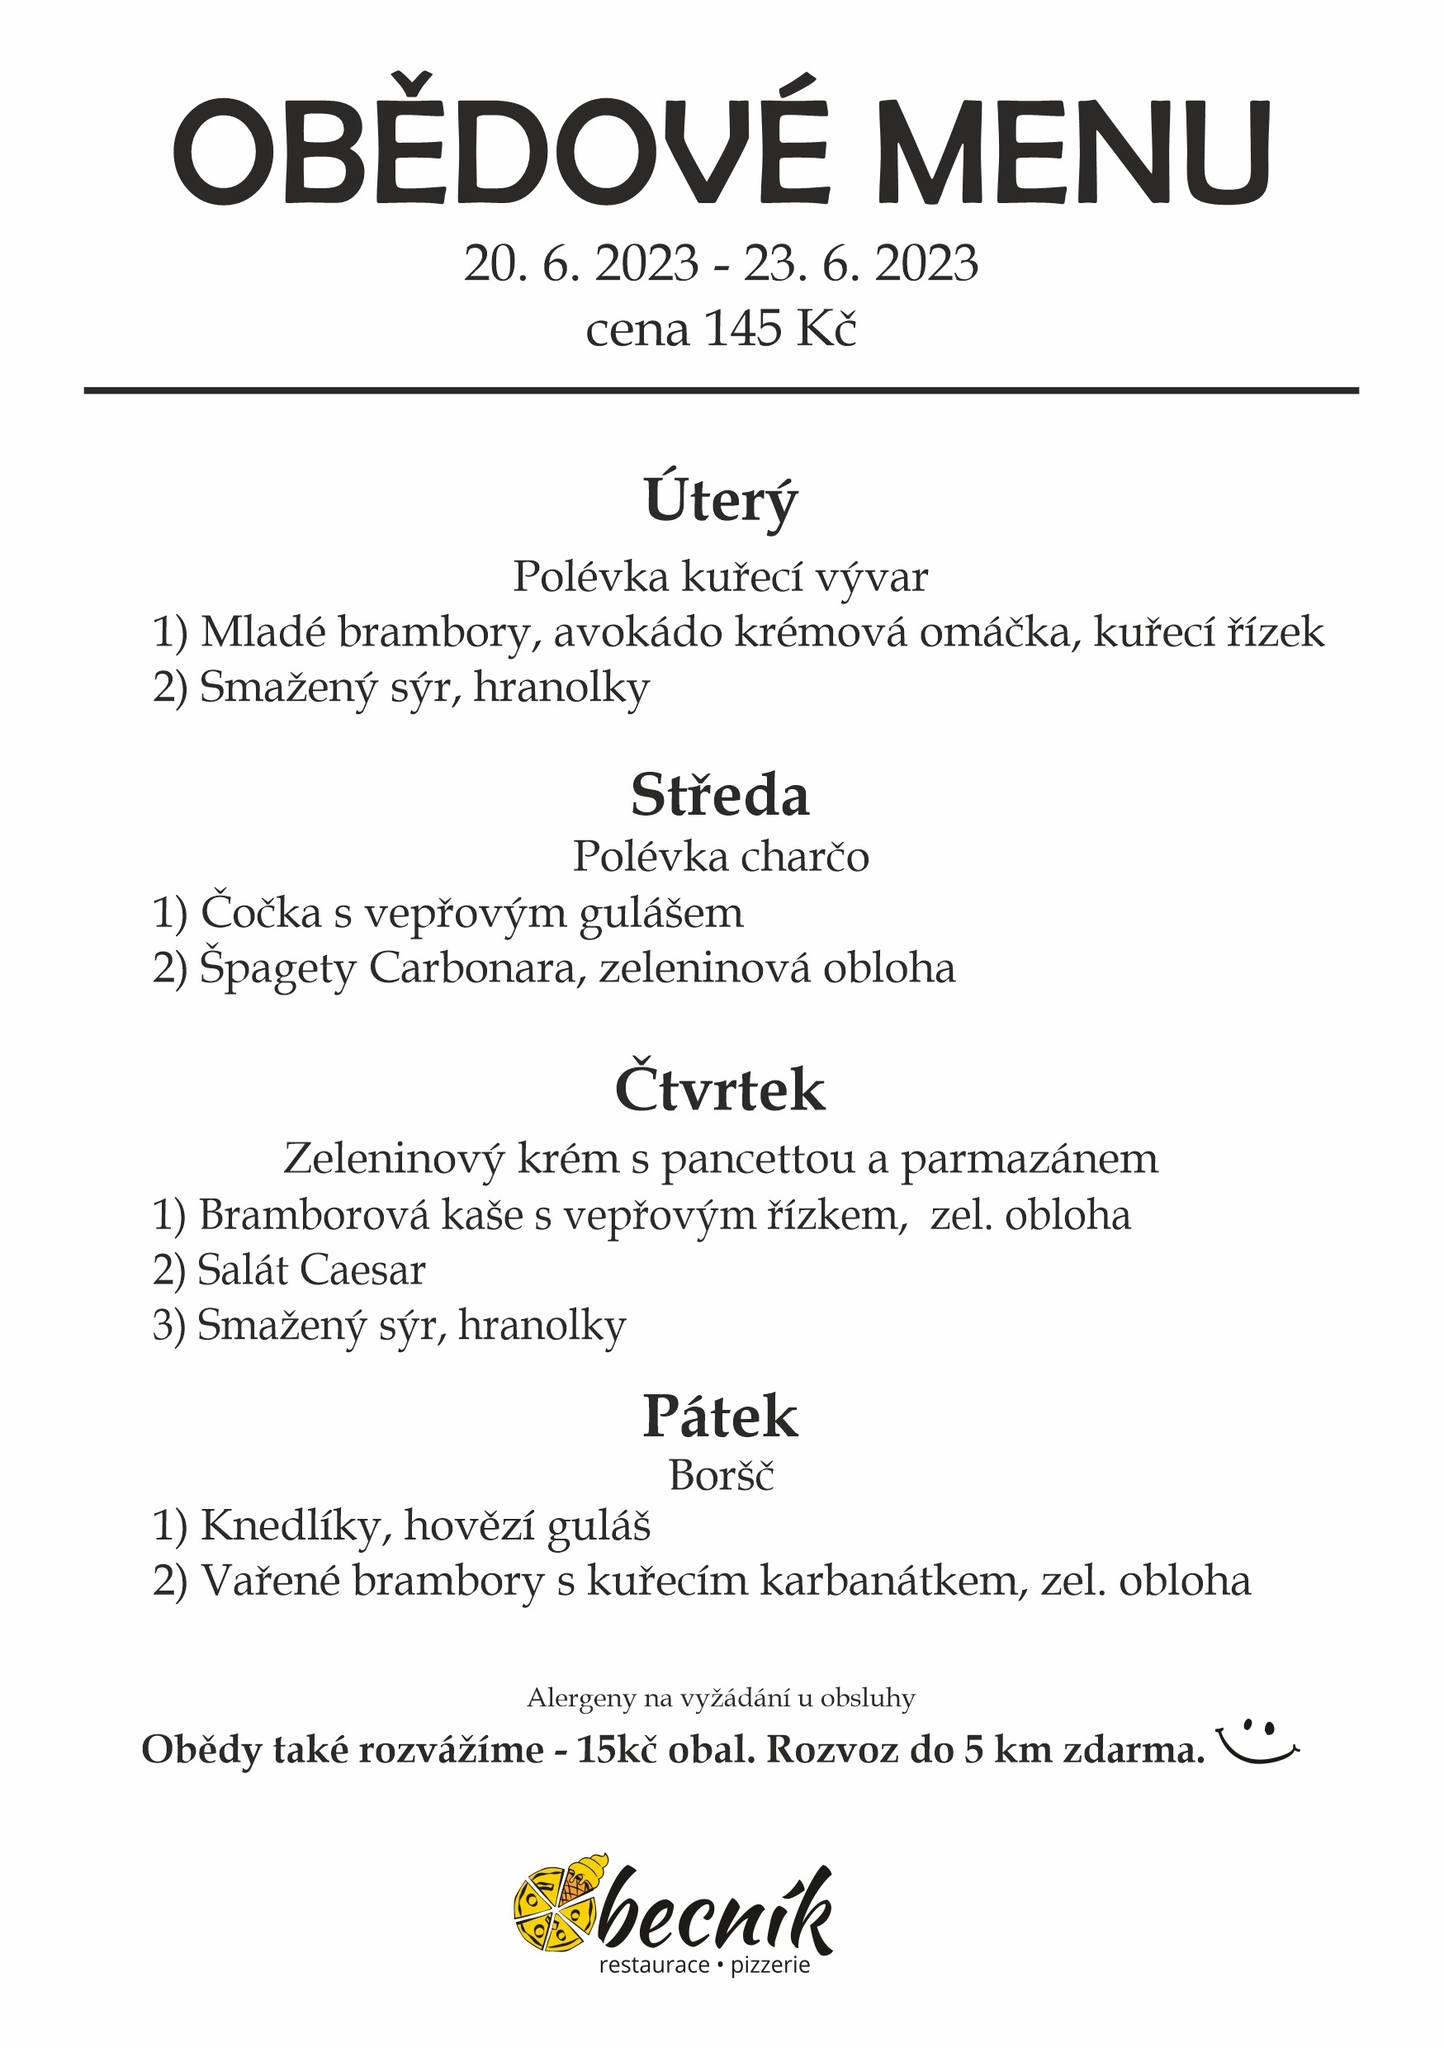 OBĚDOVÉ MENU
20. 6. 2023 - 23. 6. 2023
cena 145 Kč
Úterý
Polévka kuřecí vývar
1) Mladé brambory, avokádo krémová omáčka, kuřecí řízek
2) Smažený sýr, hranolky
Středa
Polévka charčo
1) Čočka s vepřovým gulášem
2) Špagety Carbonara, zeleninová obloha
Čtvrtek
Zeleninový krém s pancettou a parmazánem
1) Bramborová kaše s vepřovým řízkem,  zel. obloha
2) Salát Caesar
3) Smažený sýr, hranolky
Pátek
Boršč
1) Knedlíky, hovězí guláš
2) Vařené brambory s kuřecím karbanátkem, zel. obloha
Alergeny na vyžádání u obsluhy
Obědy také rozvážíme - 15kč obal. Rozvoz do 5 km zdarma.
Obecník
restaurace • pizzerie